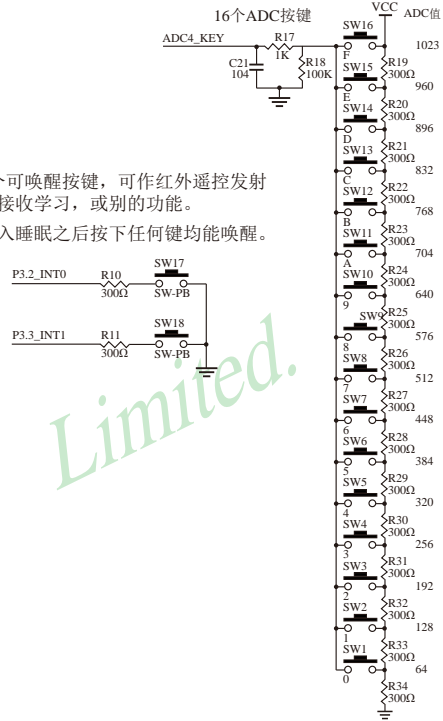 16个ADC按键
VCC ADC值
SW16
ADC4_KEY R17
1K
C21
104
R18
100K
F
1023
R19
300Ω
SW15
E
960
R20
300Ω
SW14
D
896
R21
300Ω
SW13
C
832
R22
300Ω
SW12
B
768
R23
300Ω
SW11
A
704
R24
300Ω
SW10
9
640
R25
300Ω
SW9
8
576
R26
300Ω
SW8
7
512
R27
300Ω
SW7
6
448
R28
300Ω
SW6
5
384
R29
300Ω
SW5
4
320
R30
300Ω
SW4
3
256
R31
300Ω
SW3
2
192
R32
300Ω
SW2
1
128
R33
300Ω
SW1
0
64
R34
300Ω
可唤醒按键，可作红外遥控发射
接收学习，或别的功能。
入睡眠之后按下任何键均能唤醒。
P3.2_INT0 R10
300Ω
SW17
SW-PB
P3.3_INT1 R11
300Ω
SW18
SW-PB
Limited.